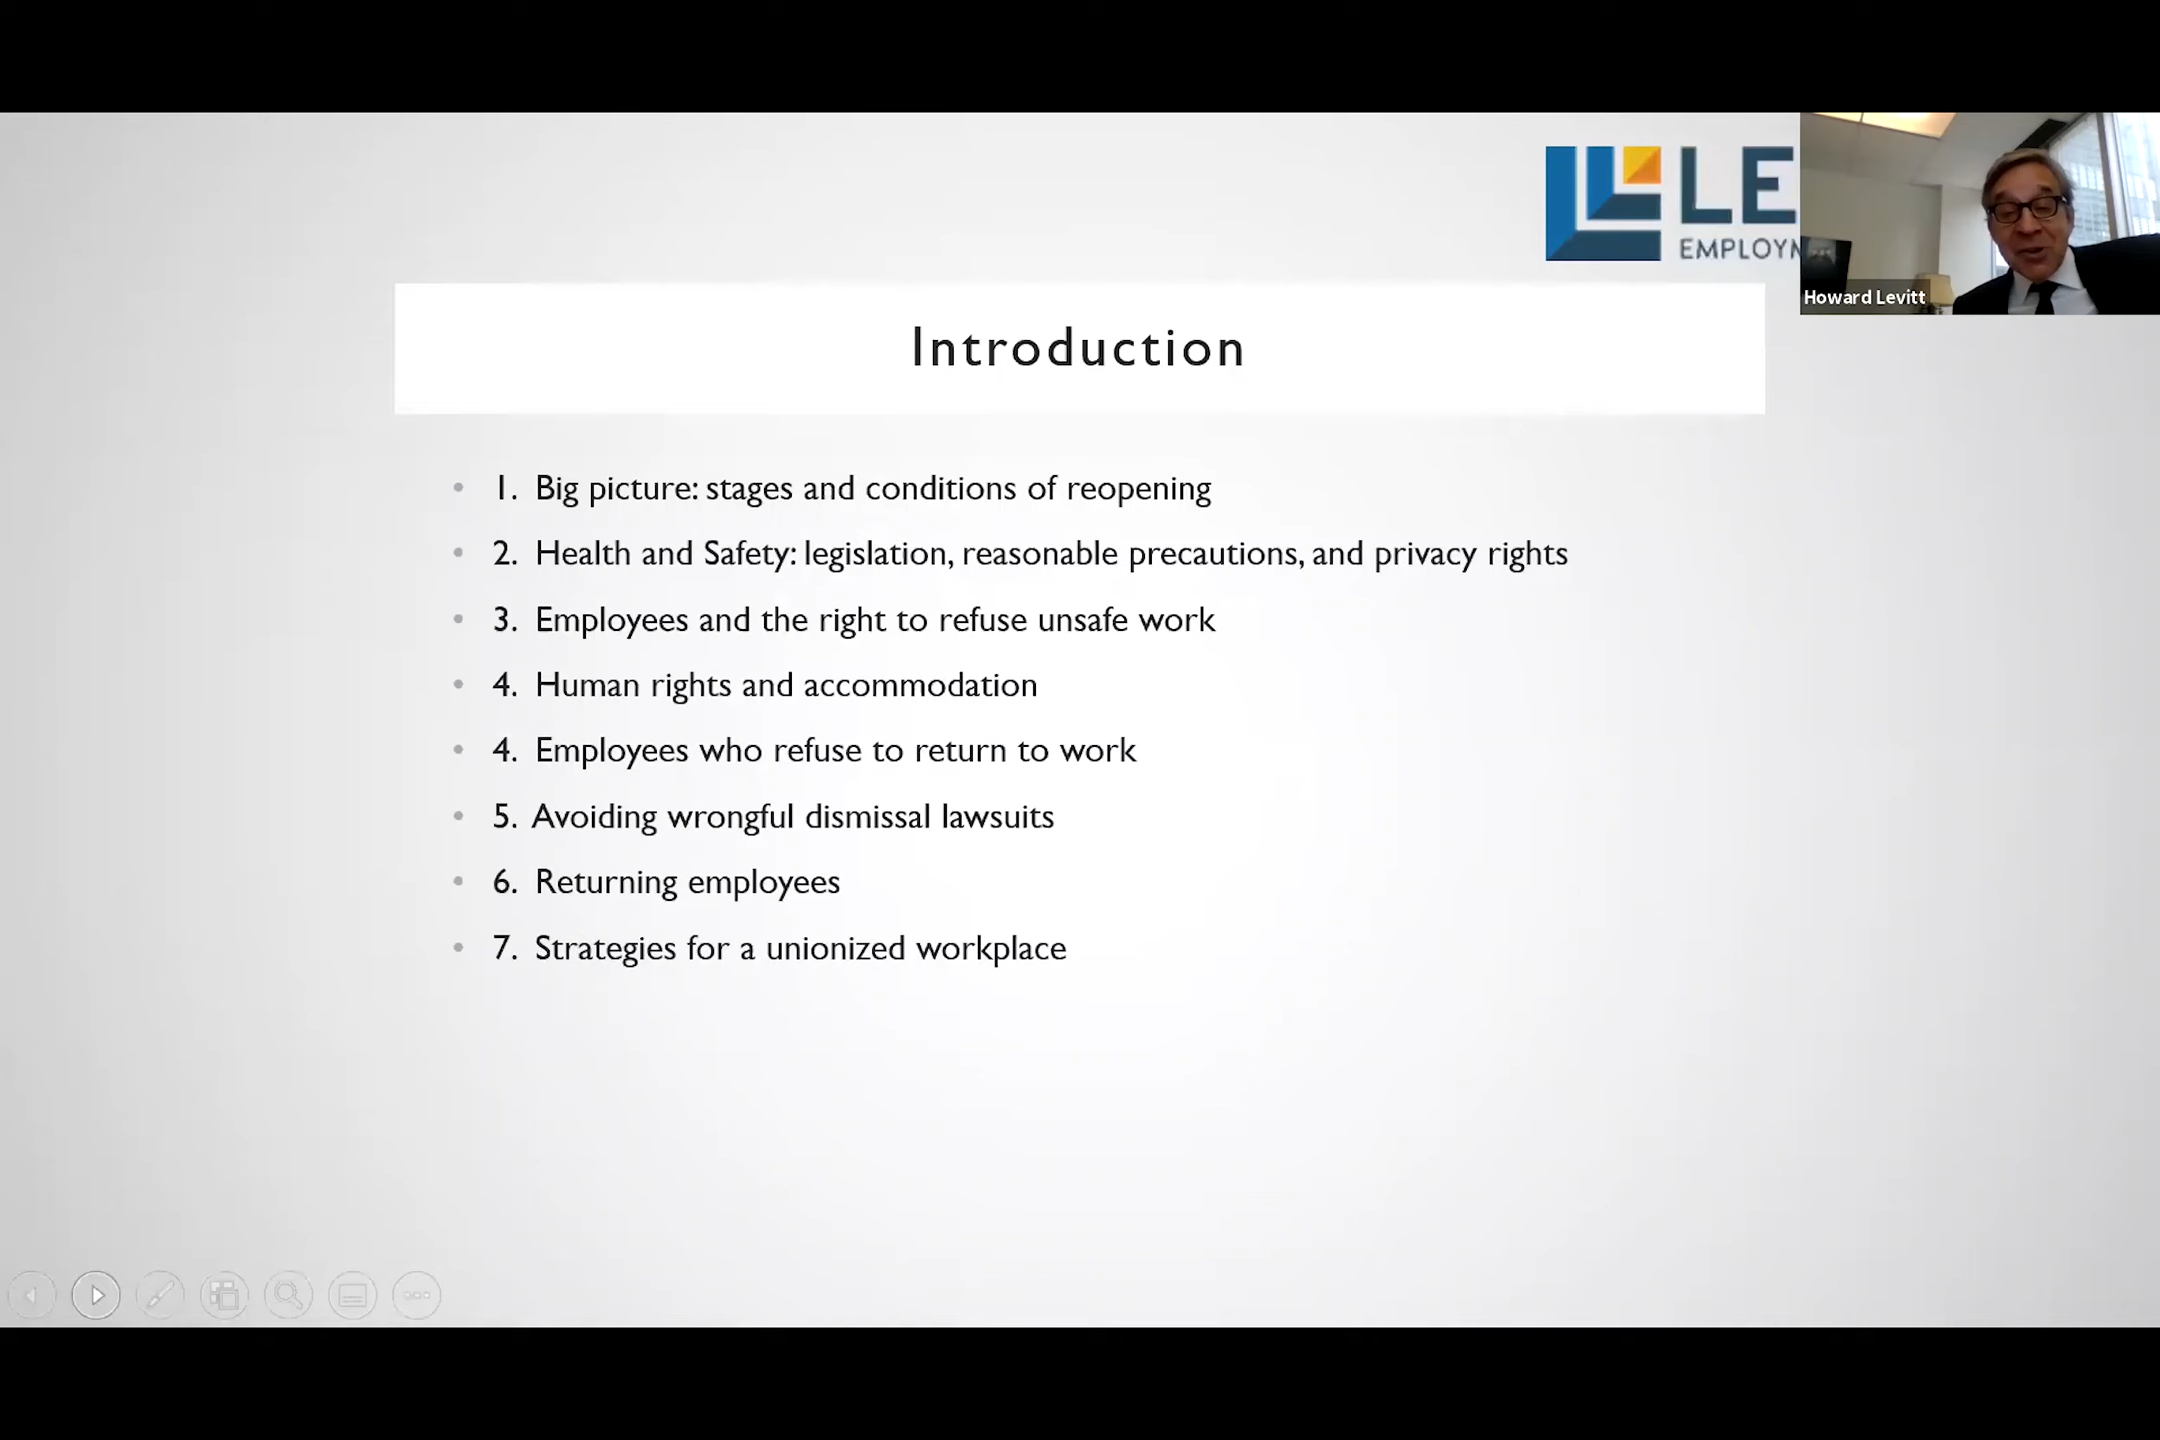 LE
EMPLOYM
Howard Levitt
Introduction
• 1. Big picture: stages and conditions of reopening
• 2. Health and Safety: legislation, reasonable precautions, and privacy rights
• 3. Employees and the right to refuse unsafe work
• 4. Human rights and accommodation
• 4. Employees who refuse to return to work
• 5. Avoiding wrongful dismissal lawsuits
• 6. Returning employees
• 7. Strategies for a unionized workplace